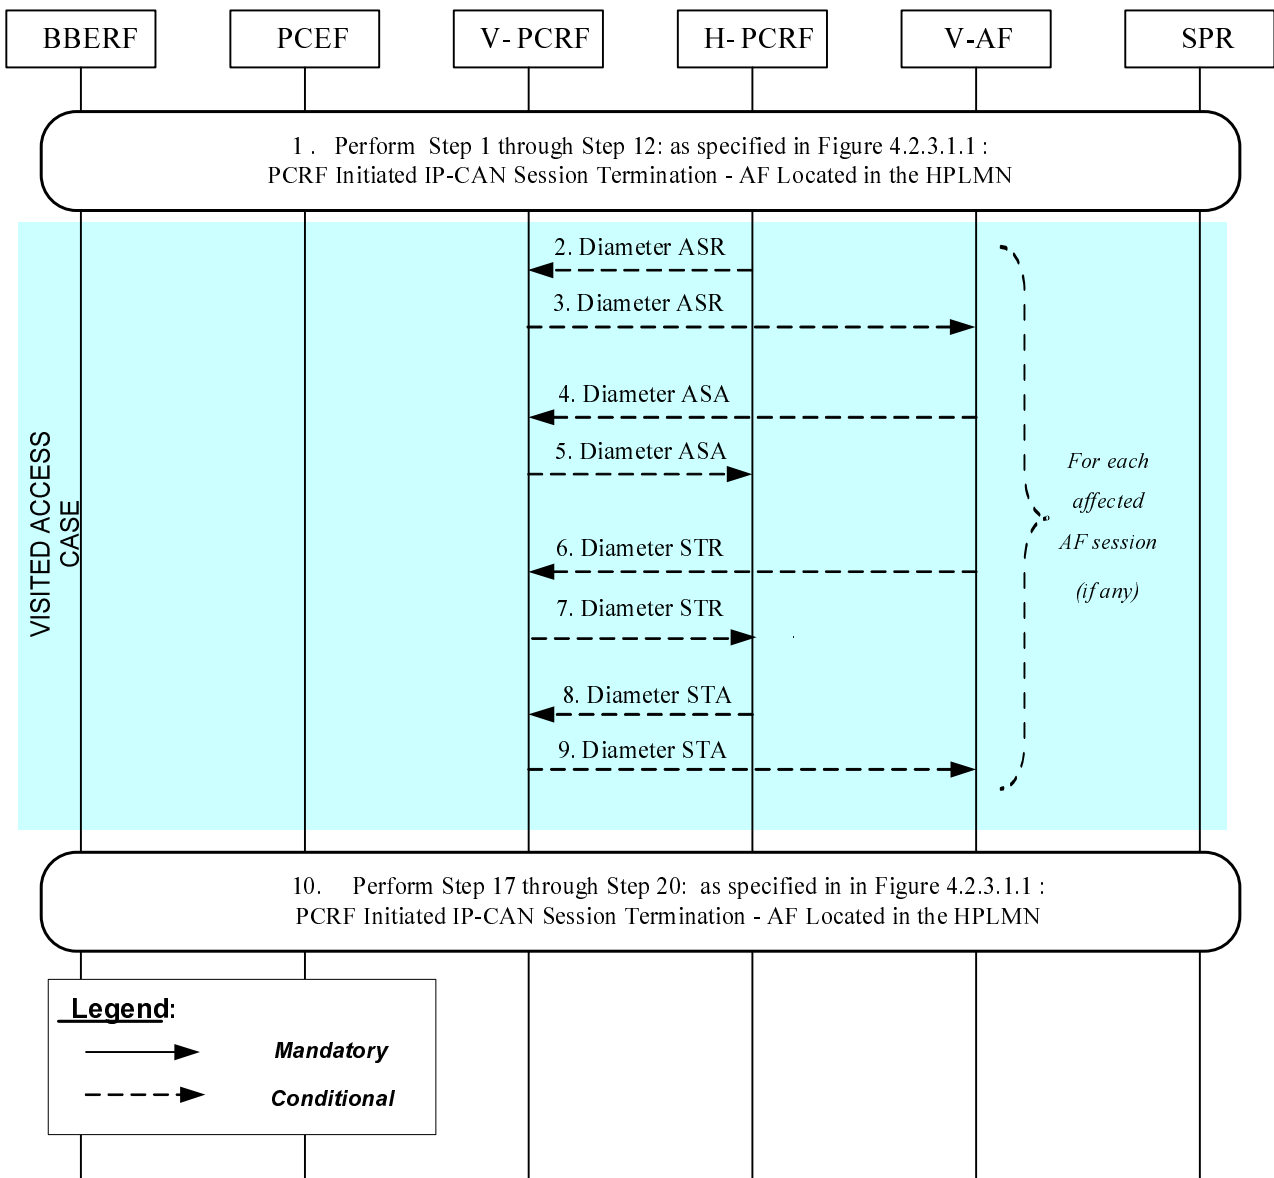 BBERF
PCEF
V- PCRF
H- PCRF
V-AF
SPR
1 . Perform Step 1 through Step 12: as specified in Figure 4.2.3.1.1 :
PCRF Initiated IP-CAN Session Termination - AF Located in the HPLMN
VISITED ACCESS
CASE
2. Diameter ASR
3. Diameter ASR
4. Diameter ASA
5. Diameter ASA
6. Diameter STR
7. Diameter STR
8. Diameter STA
9. Diameter STA
For each
affected
AF session
(if any)
10. Perform Step 17 through Step 20: as specified in in Figure 4.2.3.1.1 :
PCRF Initiated IP-CAN Session Termination - AF Located in the HPLMN
Legend:
Mandatory
Conditional